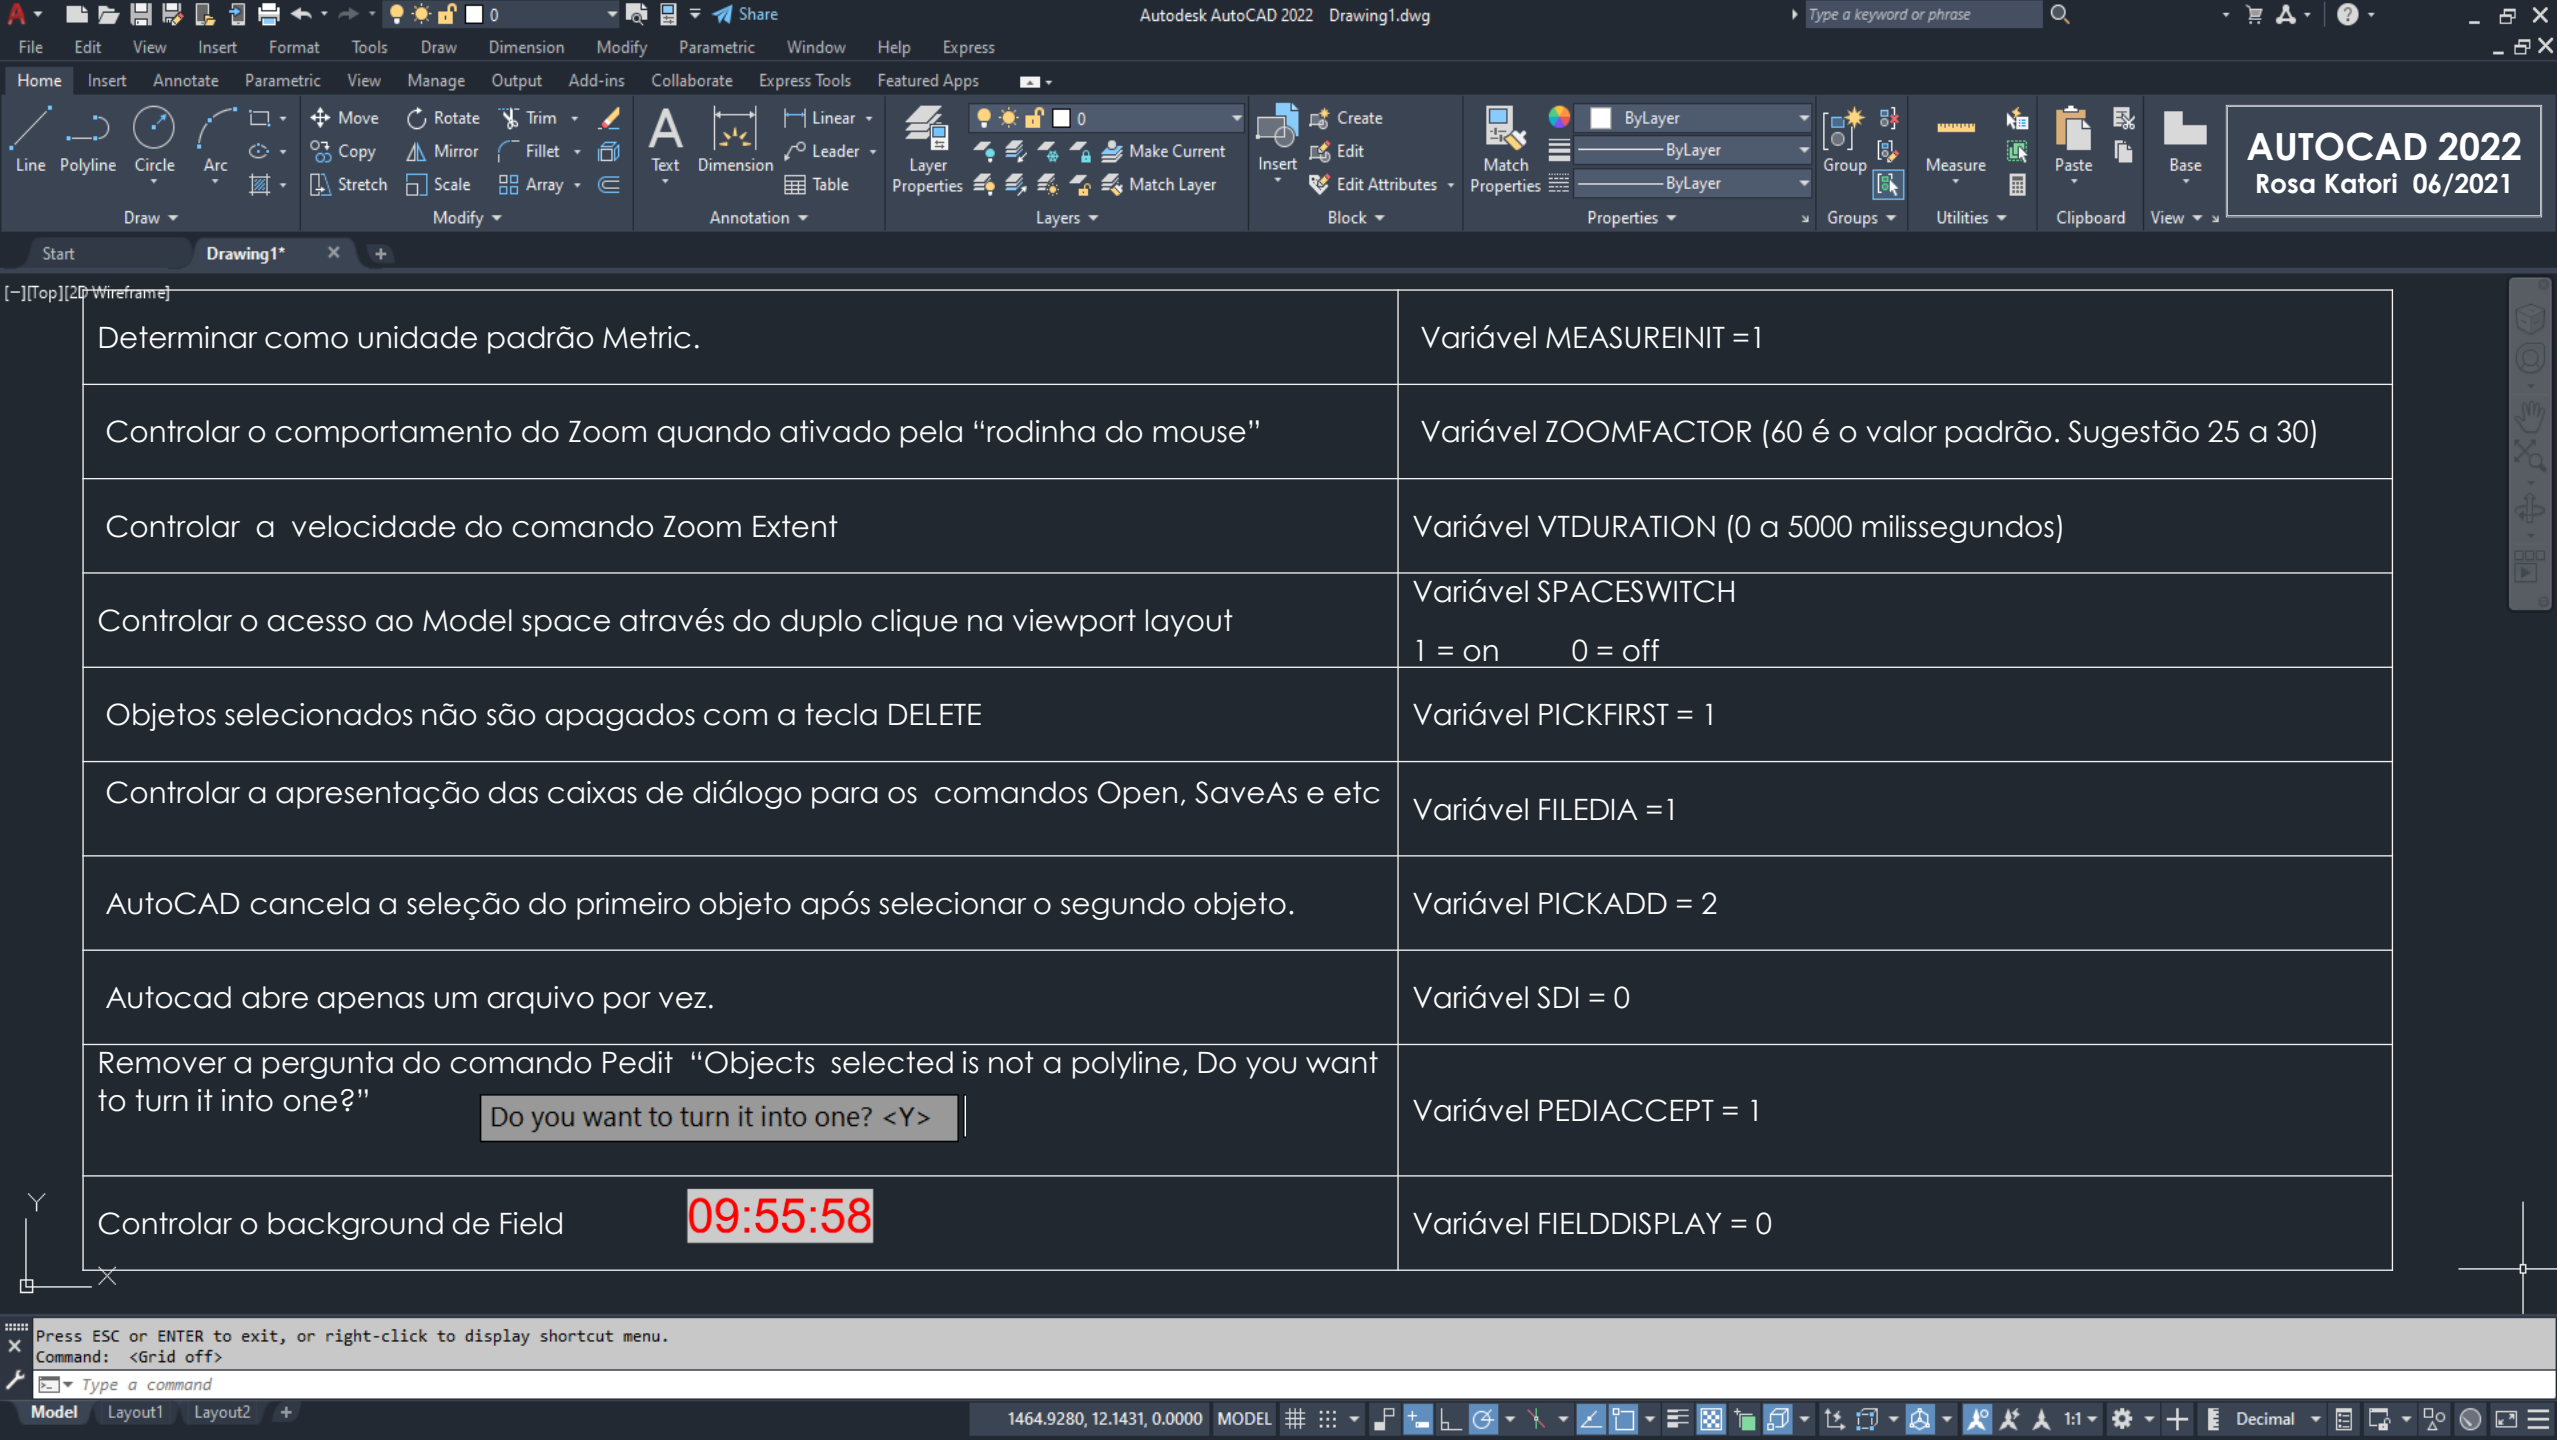 0
Share
Autodesk AutoCAD 2022 Drawing1.dwg
Type a keyword or phrase
File Edit View Insert Format Tools Draw Dimension Modify Parametric Window Help Express
Home Insert Annotate Parametric View Manage Output Add-ins Collaborate Express Tools Featured Apps
Line Polyline Circle Arc
Move Rotate Trim
Copy Mirror Fillet
Stretch Scale Array
Text Dimension
Linear
Leader
Table
Layer
Properties
0
Make Current
Match Layer
Insert
Create
Edit
Edit Attributes
Match
Properties
ByLayer
ByLayer
ByLayer
Group
Measure
Paste
Base
Draw Modify Annotation Layers Block Properties Groups Utilities Clipboard View
AUTOCAD 2022
Rosa Katori 06/2021
Start Drawing1*
[−][Top][2D Wireframe]
Determinar como unidade padrão Metric.
Variável MEASUREINIT =1
Controlar o comportamento do Zoom quando ativado pela “rodinha do mouse”
Variável ZOOMFACTOR (60 é o valor padrão. Sugestão 25 a 30)
Controlar a velocidade do comando Zoom Extent
Variável VTDURATION (0 a 5000 milissegundos)
Controlar o acesso ao Model space através do duplo clique na viewport layout
Variável SPACESWITCH
1 = on 0 = off
Objetos selecionados não são apagados com a tecla DELETE
Variável PICKFIRST = 1
Controlar a apresentação das caixas de diálogo para os comandos Open, SaveAs e etc
Variável FILEDIA =1
AutoCAD cancela a seleção do primeiro objeto após selecionar o segundo objeto.
Variável PICKADD = 2
Autocad abre apenas um arquivo por vez.
Variável SDI = 0
Remover a pergunta do comando Pedit “Objects selected is not a polyline, Do you want
to turn it into one?”
Do you want to turn it into one? <Y>
Variável PEDIACCEPT = 1
Controlar o background de Field
09:55:58
Variável FIELDDISPLAY = 0
Y
X
Press ESC or ENTER to exit, or right-click to display shortcut menu.
Command: <Grid off>
Type a command
Model Layout1 Layout2
1464.9280, 12.1431, 0.0000 MODEL
1:1
Decimal